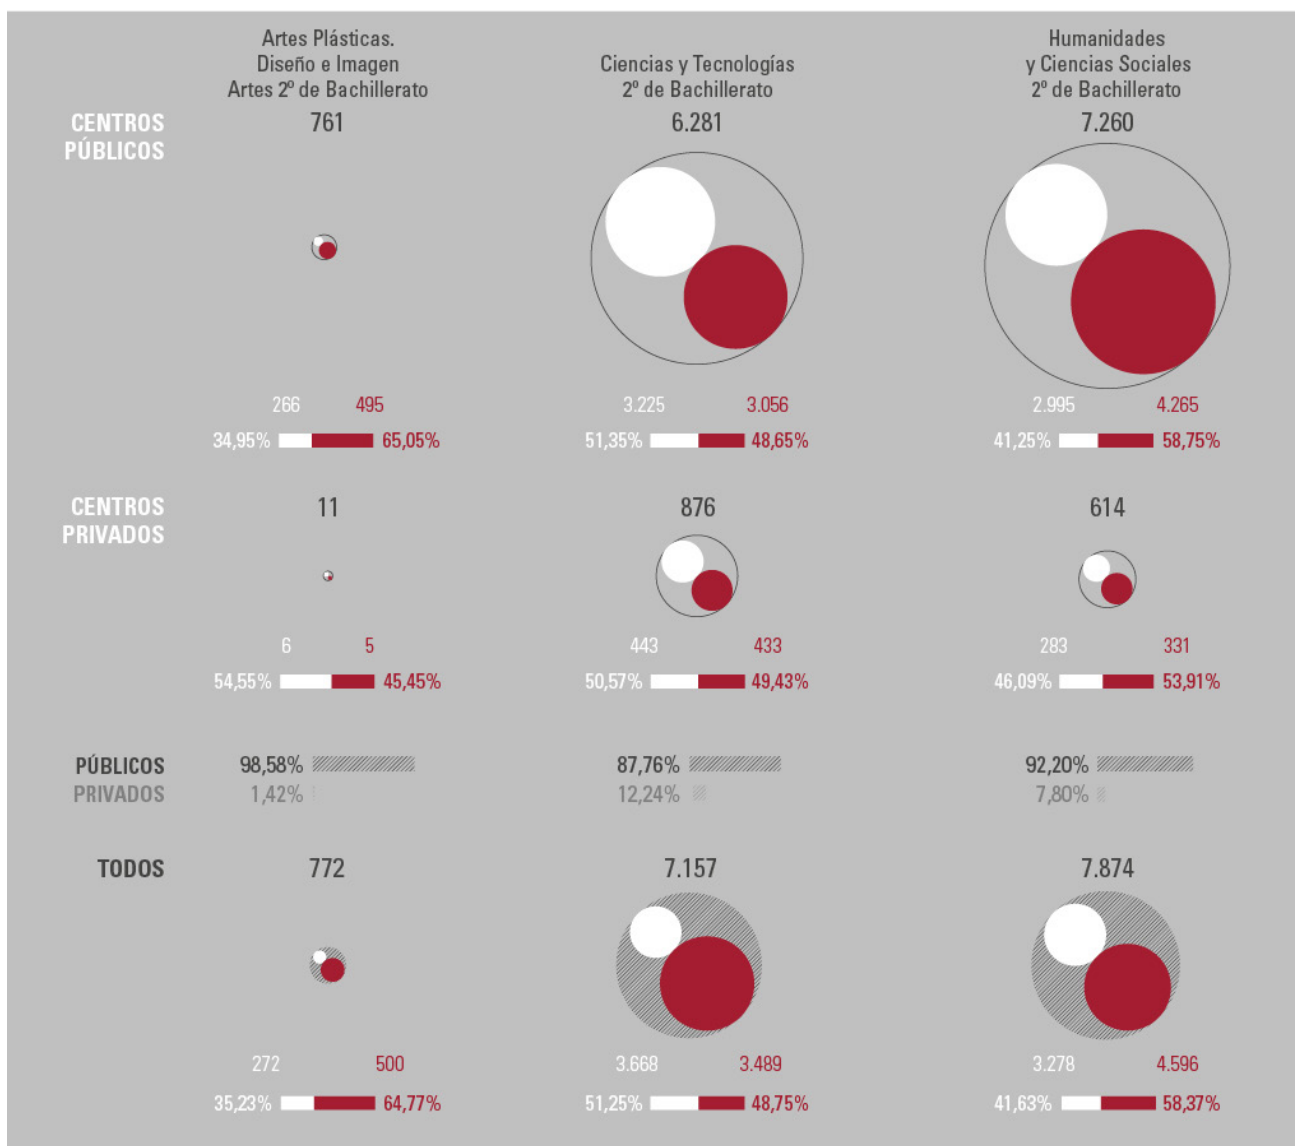 Artes Plásticas.
Diseño e Imagen
Artes 2º de Bachillerato
Ciencias y Tecnologías
2º de Bachillerato
Humanidades
y Ciencias Sociales
2º de Bachillerato
CENTROS
PÚBLICOS
761
6.281
7.260
266 495
3.225 3.056
2.995 4.265
34,95% 65,05%
51,35% 48,65%
41,25% 58,75%
CENTROS
PRIVADOS
11
876
614
6 5
443 433
283 331
54,55% 45,45%
50,57% 49,43%
46,09% 53,91%
PÚBLICOS 98,58% 87,76% 92,20%
PRIVADOS 1,42% 12,24% 7,80%
TODOS 772 7.157 7.874
272 500
3.668 3.489
3.278 4.596
35,23% 64,77%
51,25% 48,75%
41,63% 58,37%